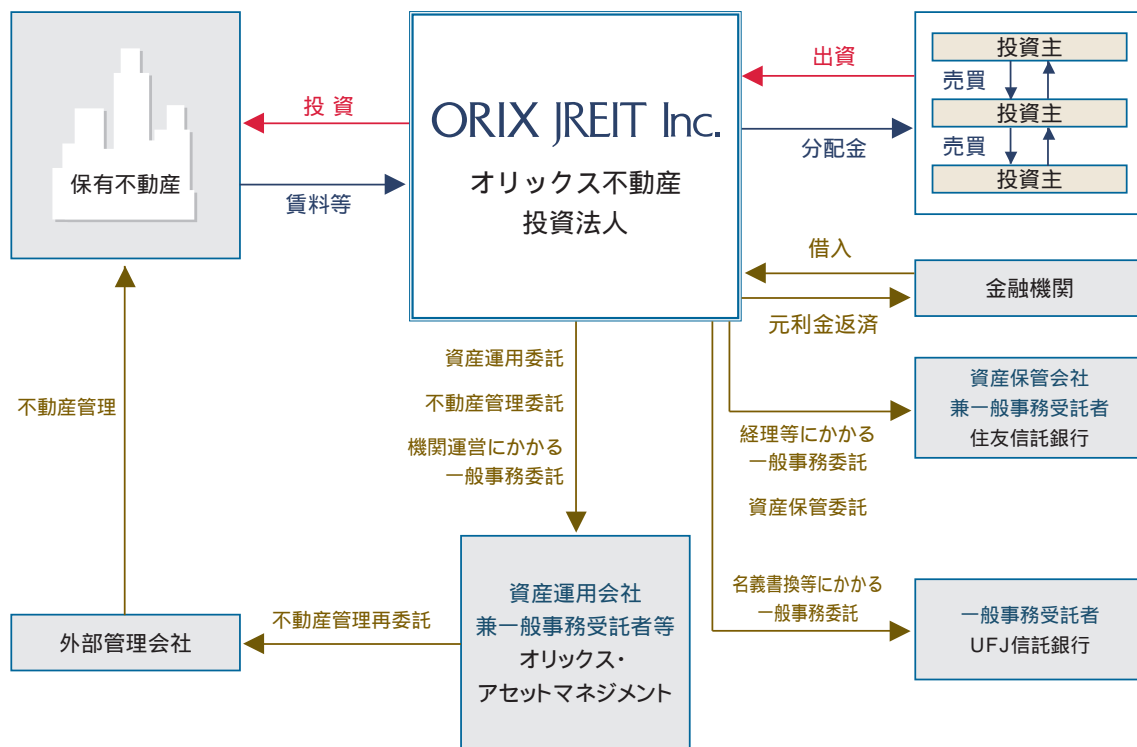 保有不動産
投資
賃料等
ORIX JREIT Inc.
オリックス不動産
投資法人
出資
分配金
投資主
売買
投資主
売買
投資主
借入
元利金返済
金融機関
資産運用委託
不動産管理委託
機関運営にかかる
一般事務委託
経理等にかかる
一般事務委託
資産保管委託
資産保管会社
兼一般事務受託者
住友信託銀行
名義書換等にかかる
一般事務委託
一般事務受託者
UFJ信託銀行
資産運用会社
兼一般事務受託者等
オリックス・
アセットマネジメント
不動産管理再委託
外部管理会社
不動産管理